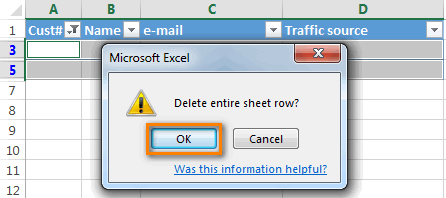 A B C D
1 Cust# Name e-mail Traffic source
3
5
7
8
9
10
11
12
Microsoft Excel
Delete entire sheet row?
OK Cancel
Was this information helpful?